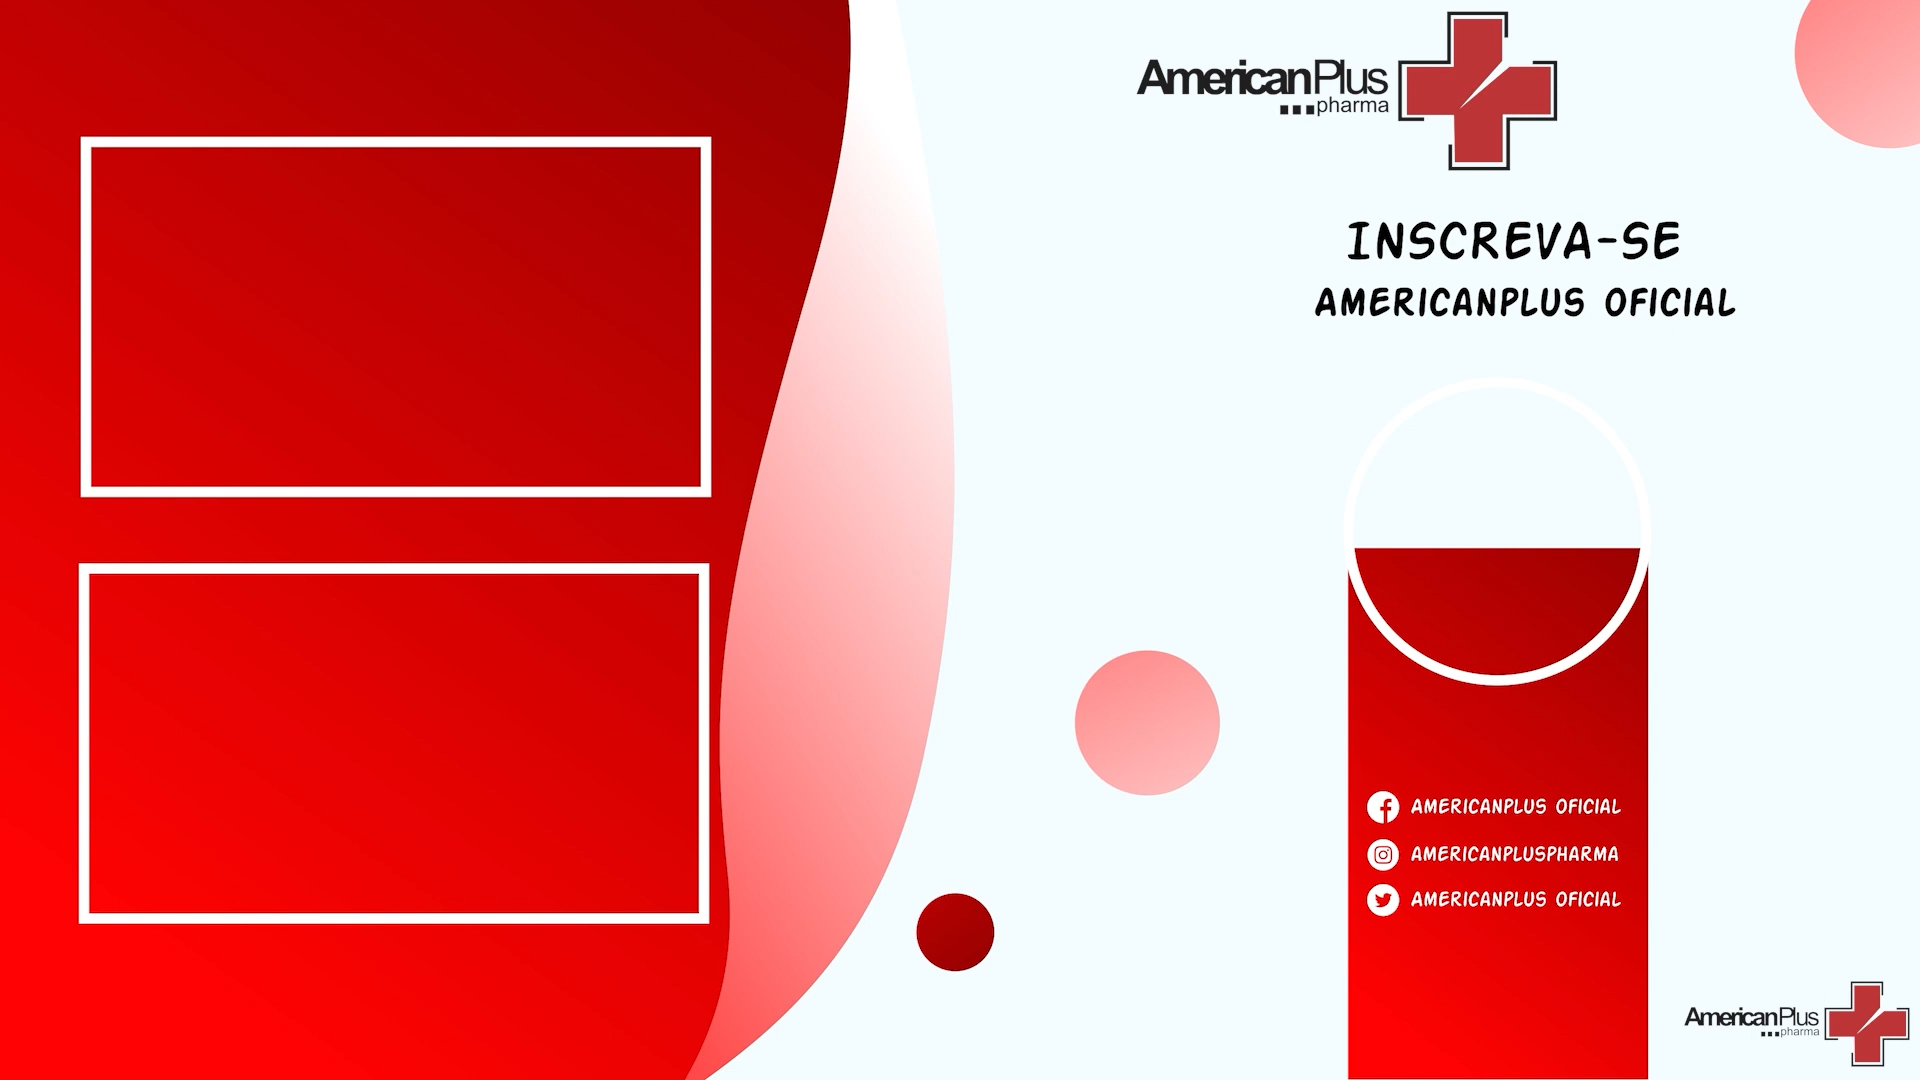 AmericanPlus
pharma
INSCREVA-SE
AMERICANPLUS OFICIAL
AMERICANPLUS OFICIAL
AMERICANPLUSPHARMA
AMERICANPLUS OFICIAL
AmericanPlus
pharma